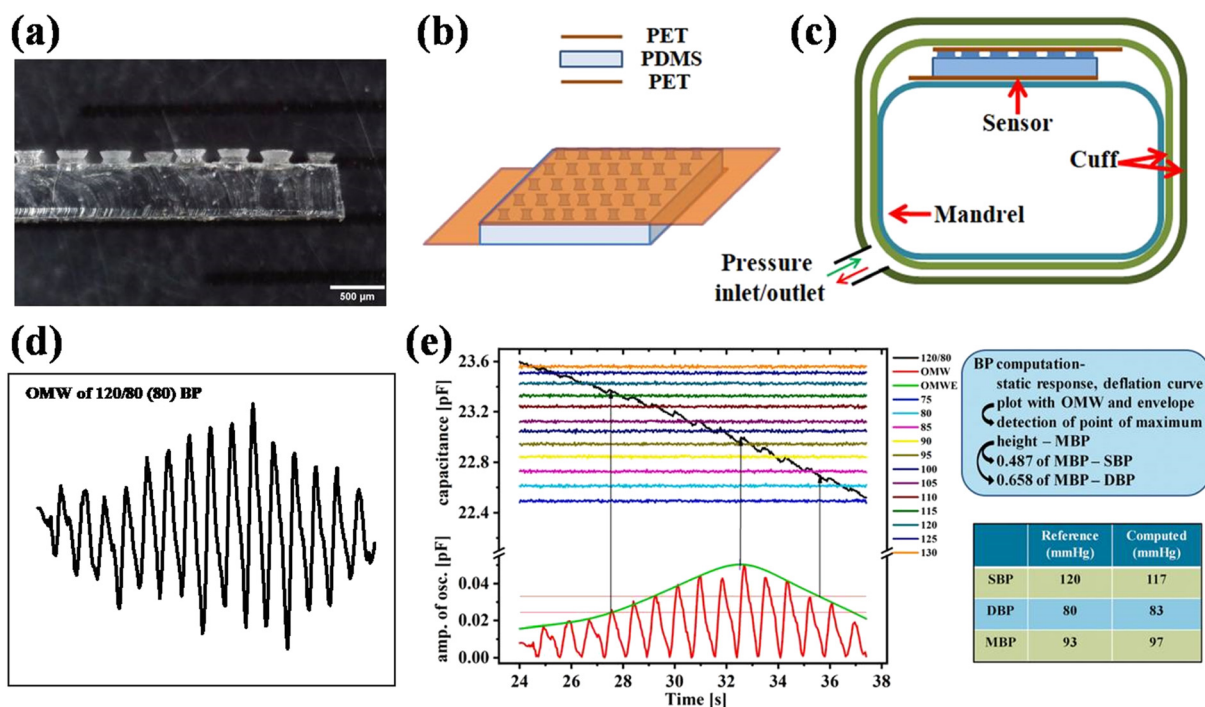 (a)
500 µm
(b)
PET
PDMS
PET
(c)
Sensor
Cuff
Mandrel
Pressure
inlet/outlet
(d)
OMW of 120/80 (80) BP
(e)
23.6
23.2
22.8
22.4
capacitance [pF]
0.04
0.02
0.00
amp. of osc. [pF]
24 26 28 30 32 34 36 38
Time [s]
120/80
OMW
OMWE
75
80
85
90
95
100
105
110
115
120
125
130
BP computation-
static response, deflation curve
plot with OMW and envelope
detection of point of maximum
height – MBP
0.487 of MBP – SBP
0.658 of MBP – DBP
Reference Computed
(mmHg) (mmHg)
SBP 120 117
DBP 80 83
MBP 93 97